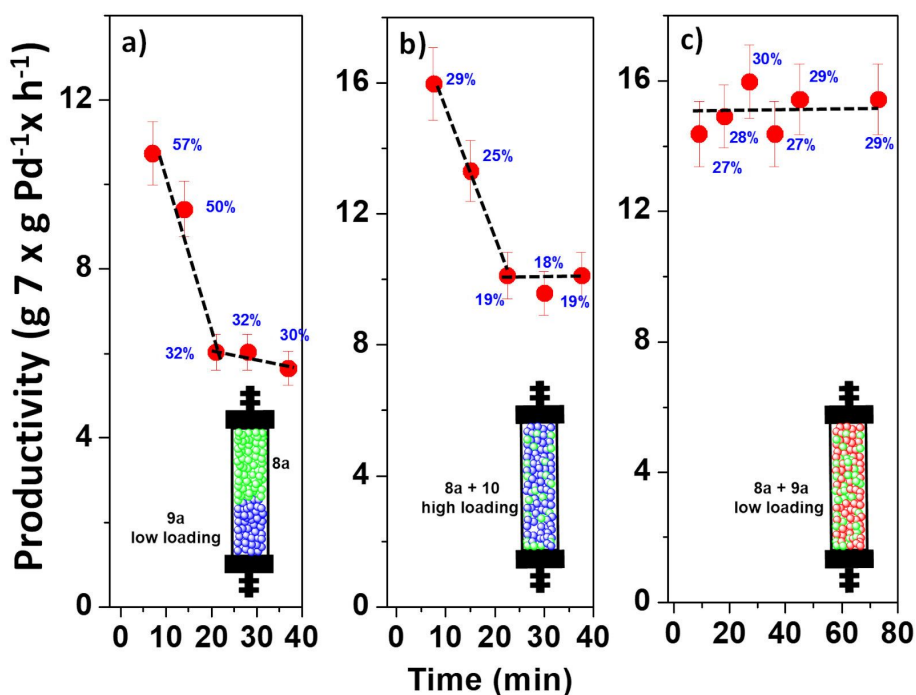 Productivity (g 7 x g Pd⁻¹x h⁻¹)
a)
12
8
4
0
57%
50%
32%
32%
30%
8a
9a
low loading
0 10 20 30 40
b)
16
12
8
4
0
29%
25%
19%
18%
19%
8a + 10
high loading
0 10 20 30 40
c)
16
12
8
4
0
27%
28%
30%
27%
29%
29%
8a + 9a
low loading
0 20 40 60 80
Time (min)